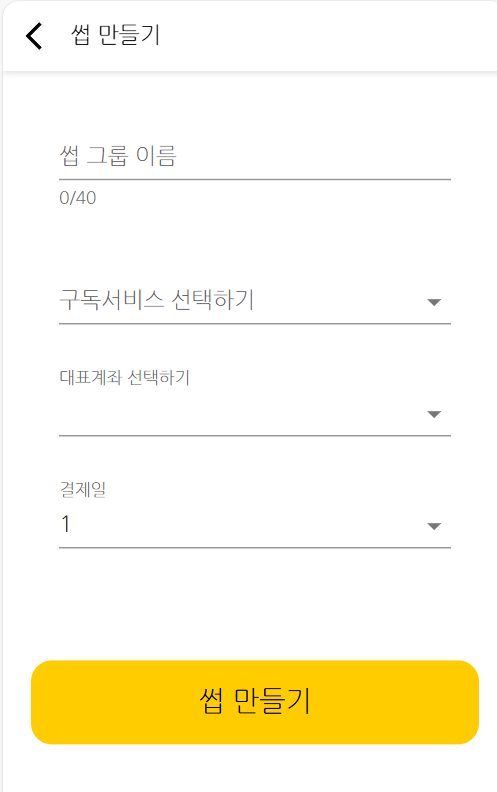 썹 만들기
썹 그룹 이름
0/40
구독서비스 선택하기
대표계좌 선택하기
결제일
1
썹 만들기